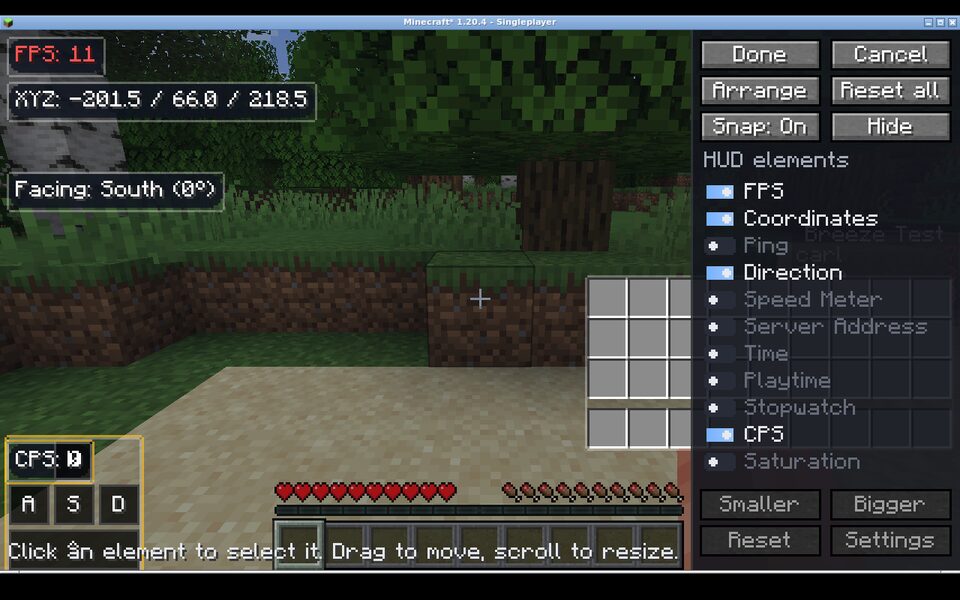 Minecraft* 1.20.4 - Singleplayer
FPS: 11
XYZ: -201.5 / 66.0 / 218.5
Facing: South (0°)
Done
Cancel
Arrange
Reset all
Snap: On
Hide
HUD elements
FPS
Coordinates
Ping
Breeze Test
Direction
Speed Meter
Server Address
Time
Playtime
Stopwatch
CPS
Saturation
CPS: 0
A S D
Smaller
Bigger
Reset
Settings
Click an element to select it. Drag to move, scroll to resize.